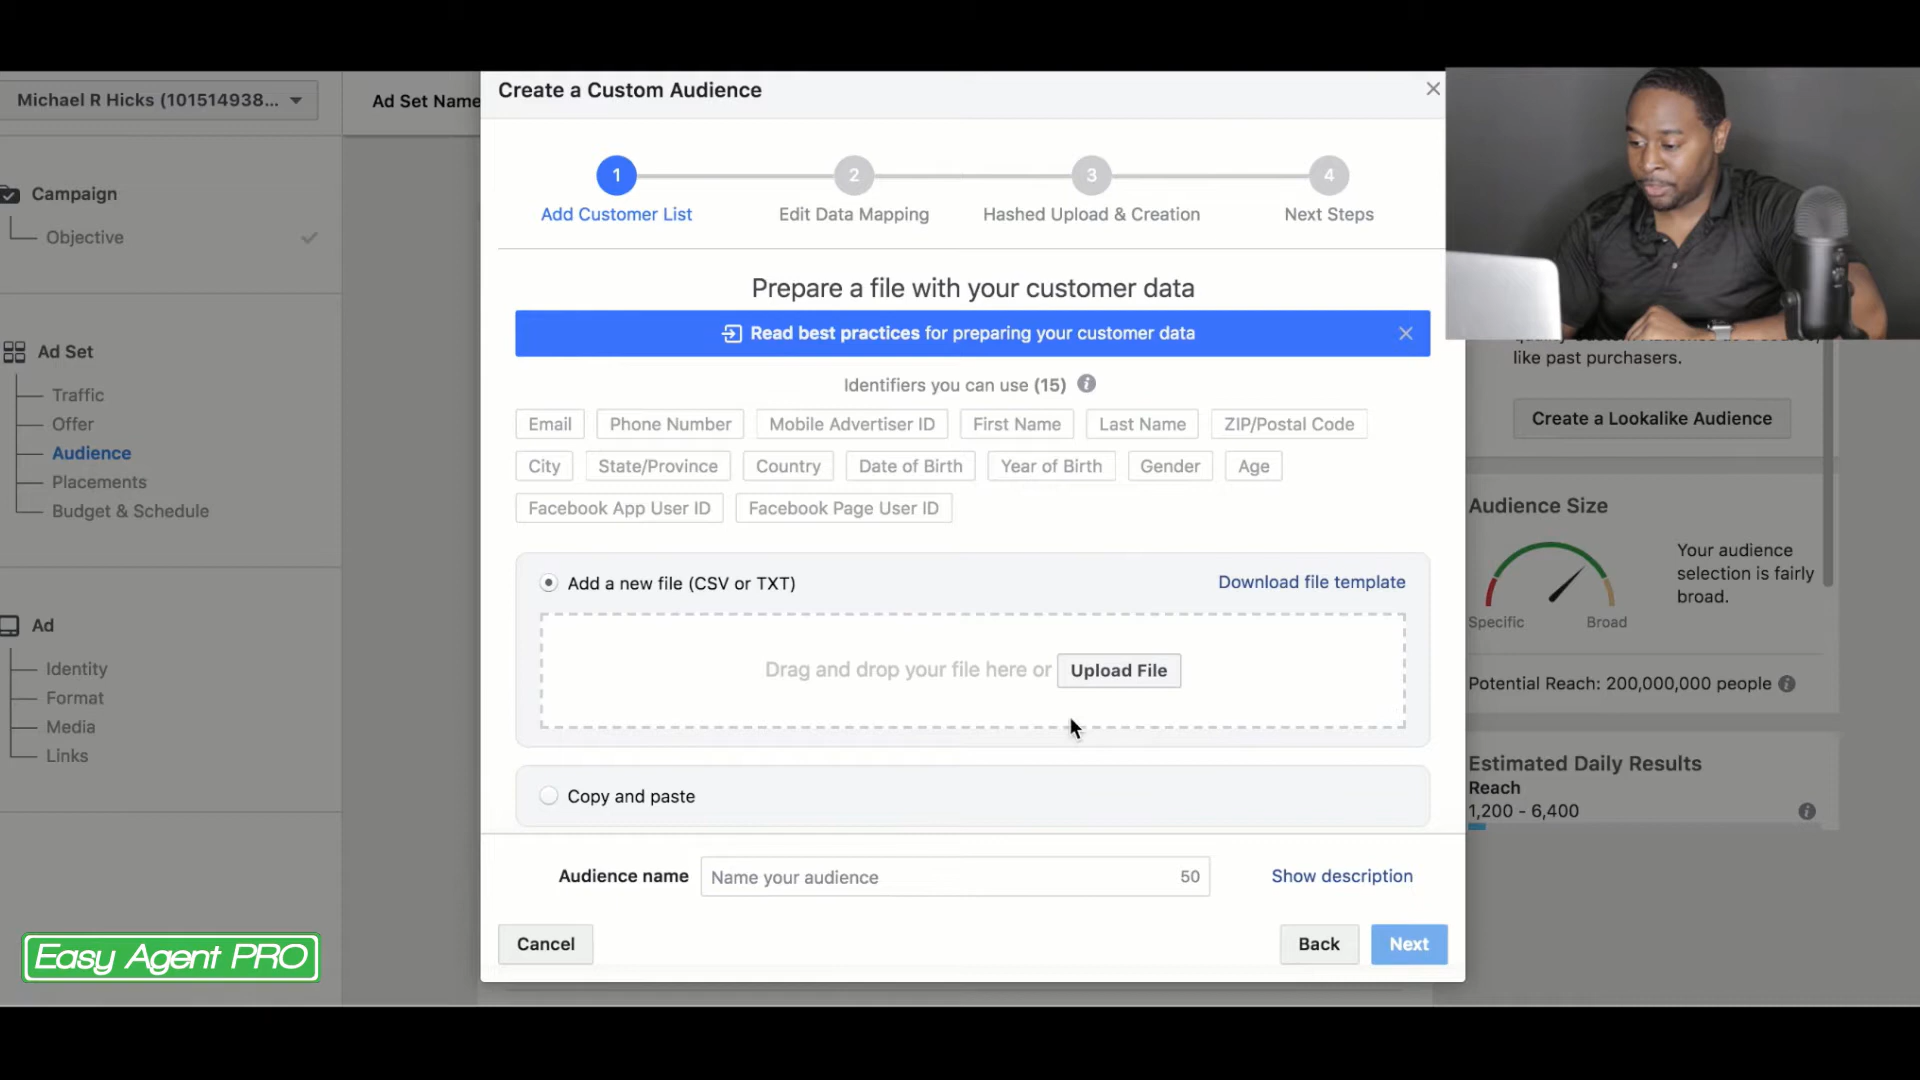 Michael R Hicks (101514938...
Ad Set Name
Campaign
Objective
Ad Set
Traffic
Offer
Audience
Placements
Budget & Schedule
Ad
Identity
Format
Media
Links
Easy Agent PRO
Create a Custom Audience
1
2
3
4
Add Customer List
Edit Data Mapping
Hashed Upload & Creation
Next Steps
Prepare a file with your customer data
Read best practices for preparing your customer data
Identifiers you can use (15)
Email
Phone Number
Mobile Advertiser ID
First Name
Last Name
ZIP/Postal Code
City
State/Province
Country
Date of Birth
Year of Birth
Gender
Age
Facebook App User ID
Facebook Page User ID
Add a new file (CSV or TXT)
Download file template
Drag and drop your file here or
Upload File
Copy and paste
Audience name
Name your audience
50
Show description
Cancel
Back
Next
like past purchasers.
Create a Lookalike Audience
Audience Size
Specific
Broad
Your audience
selection is fairly
broad.
Potential Reach: 200,000,000 people
Estimated Daily Results
Reach
1,200 - 6,400